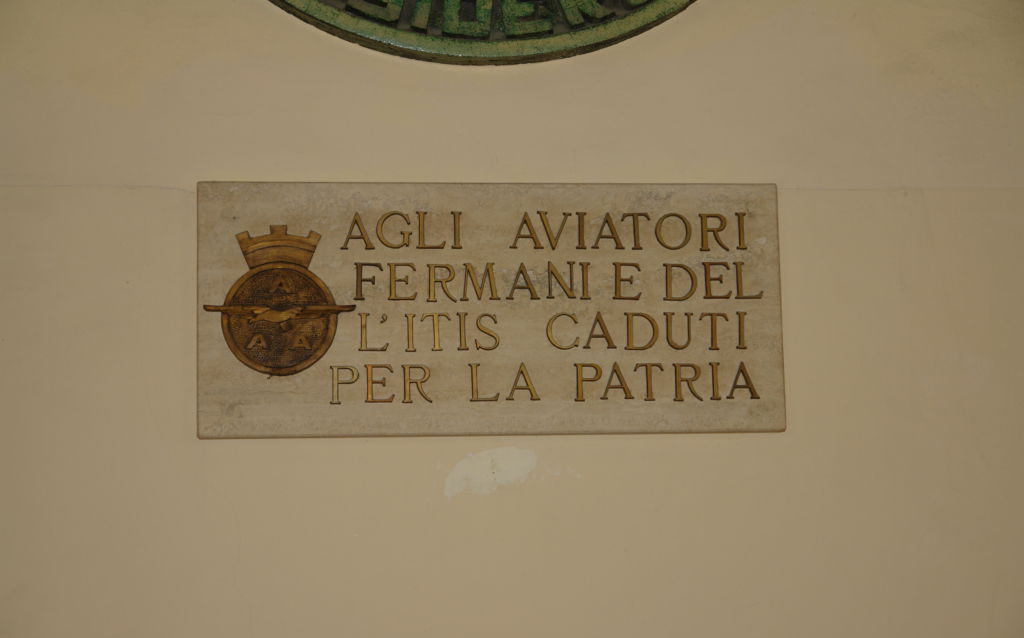 AGLI AVIATORI
FERMANI E DEL
L'ITIS CADUTI
PER LA PATRIA
A
A A